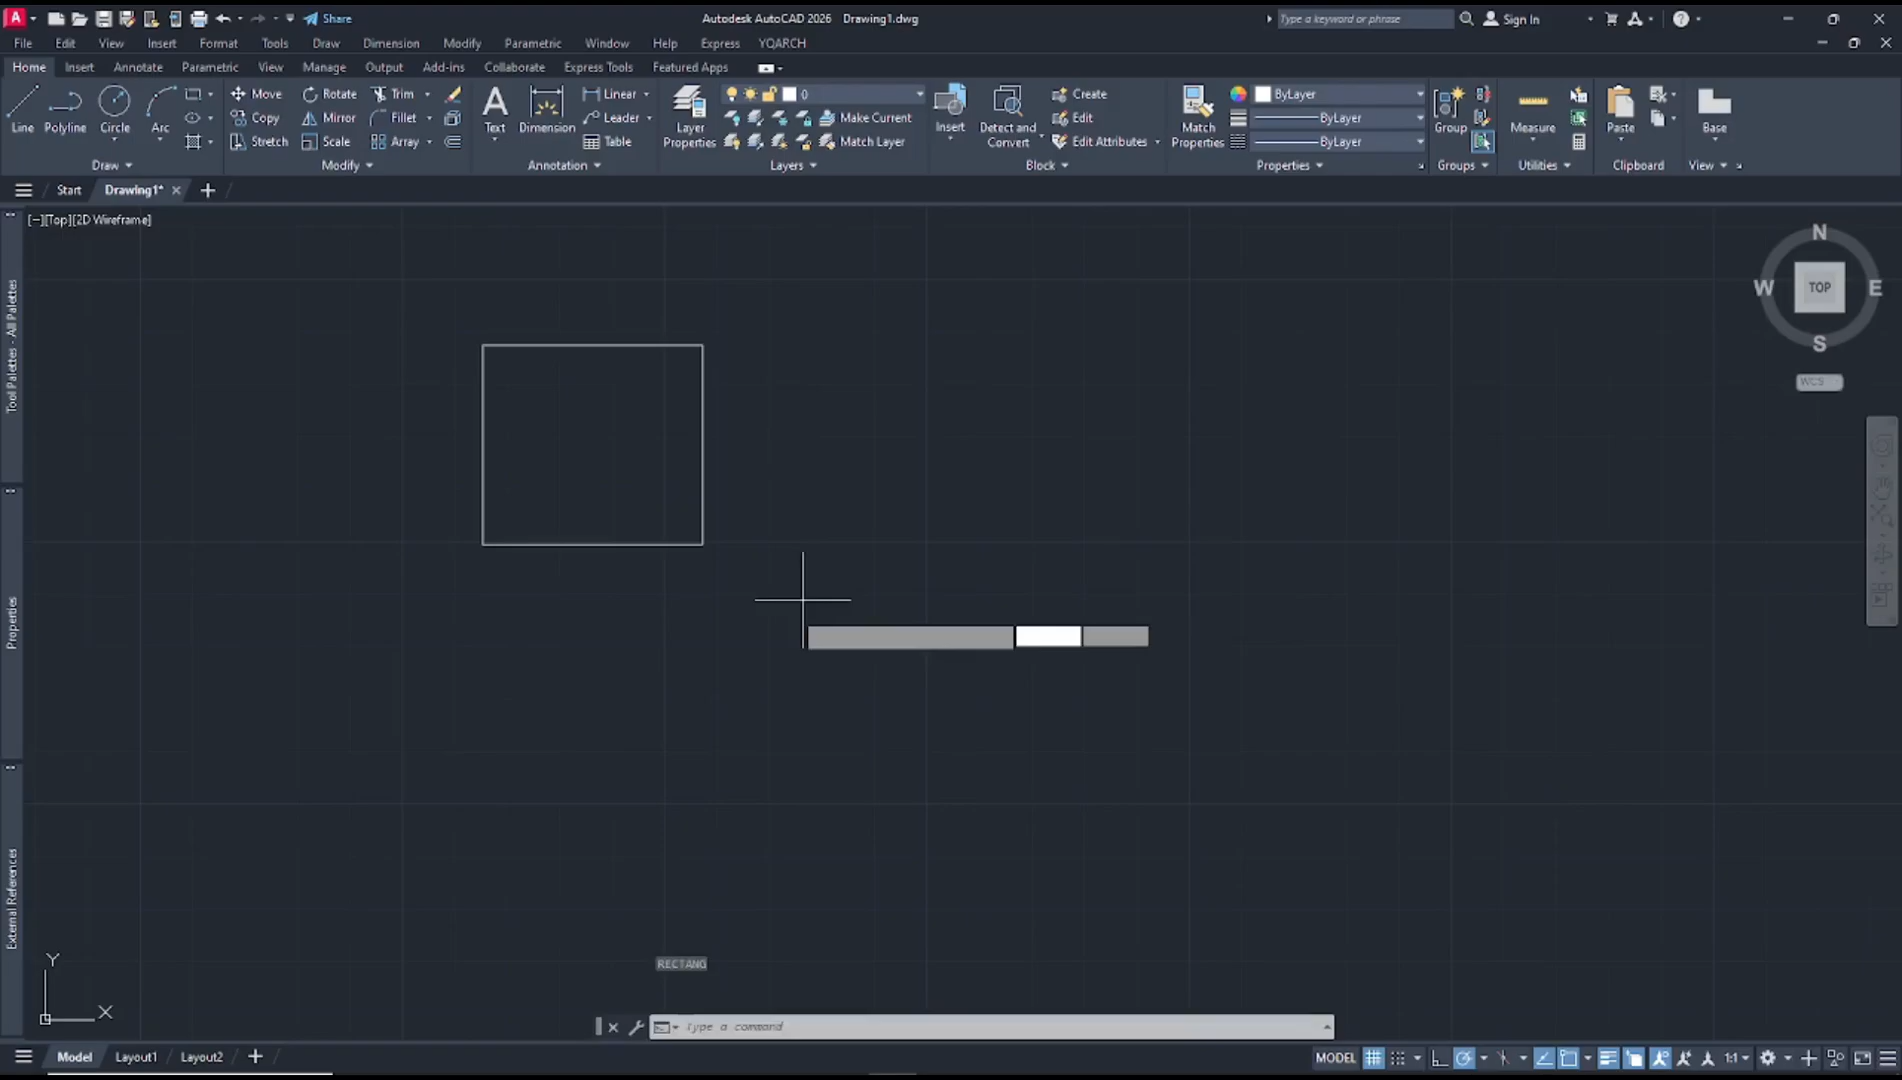 A Share Autodesk AutoCAD 2026 Drawing1.dwg Type a keyword or phrase Sign In
File Edit View Insert Format Tools Draw Dimension Modify Parametric Window Help Express YQARCH
Home Insert Annotate Parametric View Manage Output Add-ins Collaborate Express Tools Featured Apps
Move Rotate Trim Linear 0 Create ByLayer
Line Polyline Circle Arc Copy Mirror Fillet Text Dimension Leader Layer Properties Make Current Insert Detect and Convert Edit Match Properties ByLayer Group Measure Paste Base
Stretch Scale Array Table Match Layer Edit Attributes ByLayer
Draw Modify Annotation Layers Block Properties Groups Utilities Clipboard View
Start Drawing1*
[−][Top][2D Wireframe]
N
W TOP E
S
WCS
Tool Palettes - All Palettes
Properties
External References
Y
X
RECTANG
Type a command
Model Layout1 Layout2 MODEL 1:1